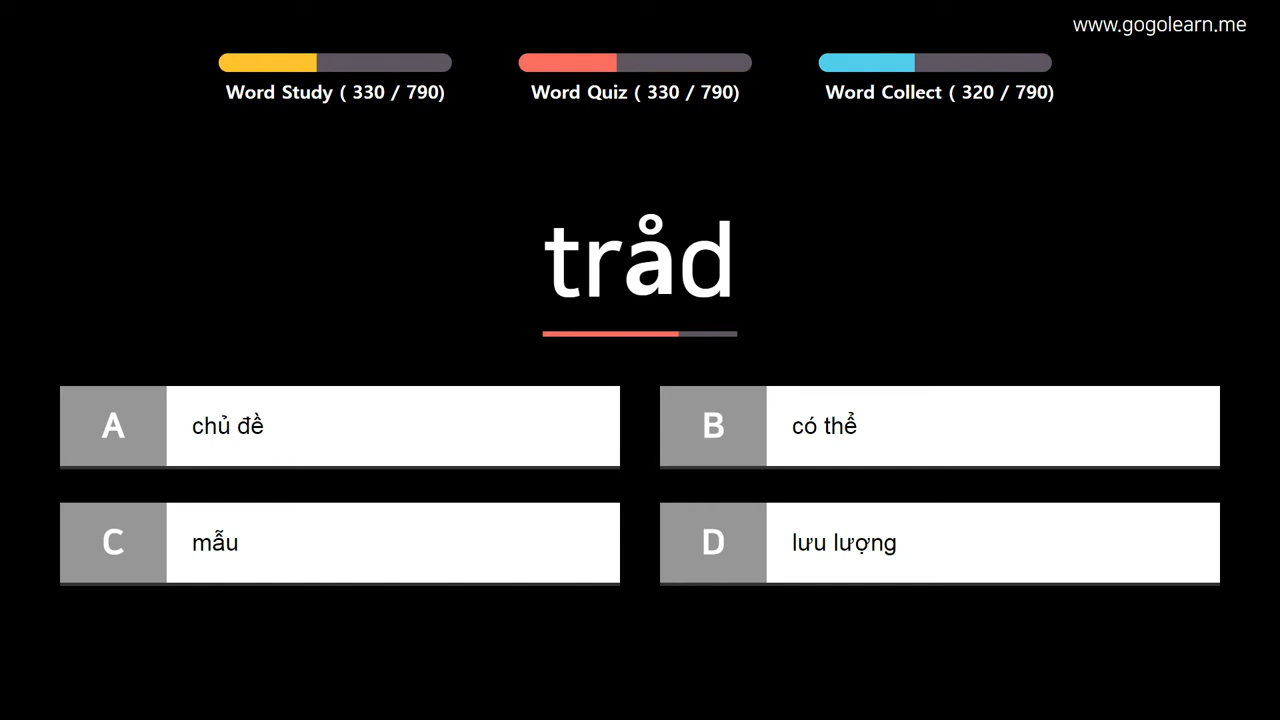 www.gogolearn.me
Word Study ( 330 / 790)
Word Quiz ( 330 / 790)
Word Collect ( 320 / 790)
tråd
A chủ đề
B có thể
C mẫu
D lưu lượng